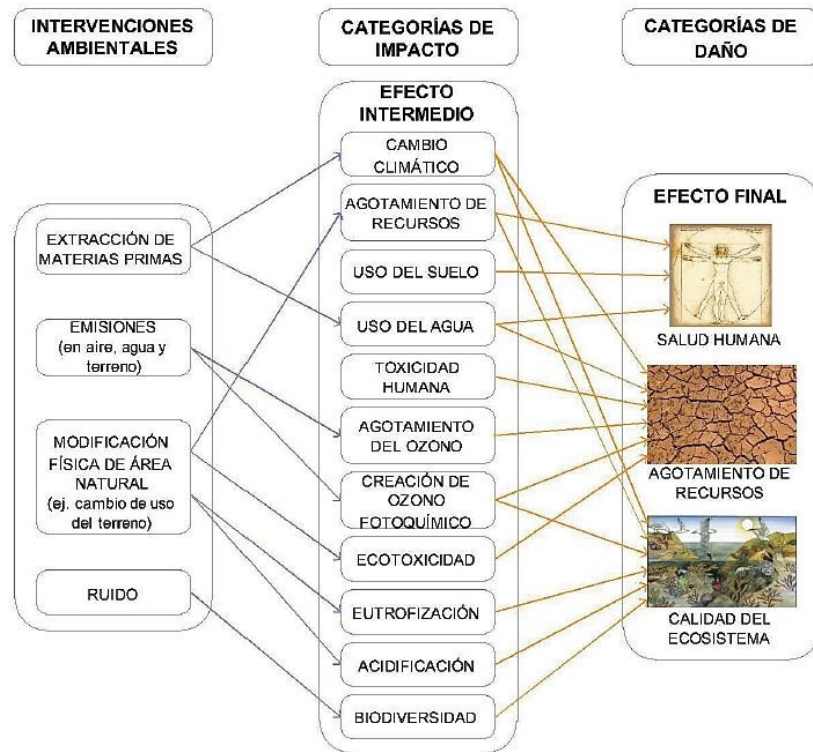 INTERVENCIONES
AMBIENTALES
CATEGORÍAS DE
IMPACTO
CATEGORÍAS DE
DAÑO
EXTRACCIÓN DE
MATERIAS PRIMAS
EMISIONES
(en aire, agua y
terreno)
MODIFICACIÓN
FÍSICA DE ÁREA
NATURAL
(ej. cambio de uso
del terreno)
RUIDO
EFECTO
INTERMEDIO
CAMBIO
CLIMÁTICO
AGOTAMIENTO DE
RECURSOS
USO DEL SUELO
USO DEL AGUA
TOXICIDAD
HUMANA
AGOTAMIENTO
DEL OZONO
CREACIÓN DE
OZONO
FOTOQUÍMICO
ECOTOXICIDAD
EUTROFIZACIÓN
ACIDIFICACIÓN
BIODIVERSIDAD
EFECTO FINAL
SALUD HUMANA
AGOTAMIENTO DE
RECURSOS
CALIDAD DEL
ECOSISTEMA